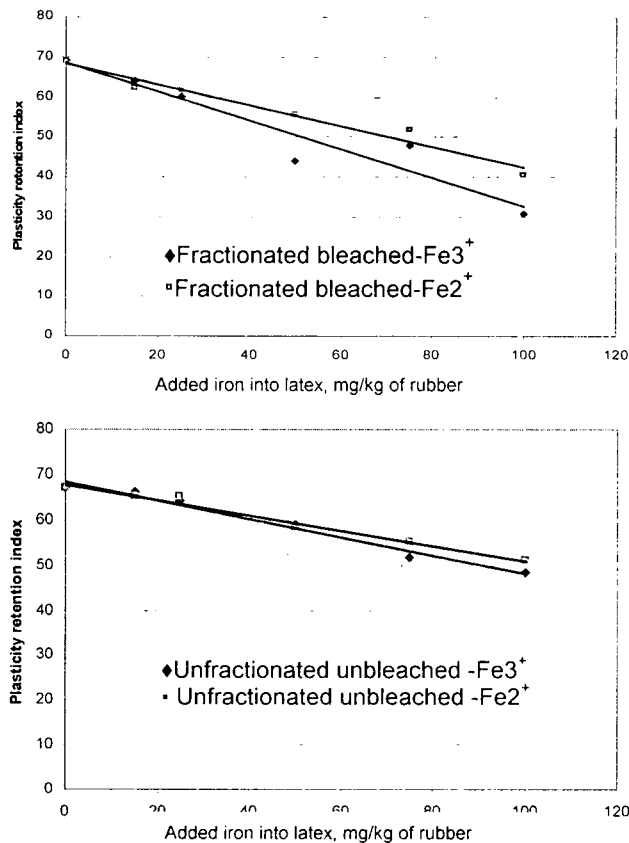 80
70
60
50
40
30
20
10
0
Plasticity retention index
◆Fractionated bleached-Fe3+
▫Fractionated bleached-Fe2+
0 20 40 60 80 100 120
Added iron into latex, mg/kg of rubber
80
70
60
50
40
30
20
10
0
Plasticity retention index
◆Unfractionated unbleached -Fe3+
▫ Unfractionated unbleached -Fe2+
0 20 40 60 80 100 120
Added iron into latex, mg/kg of rubber